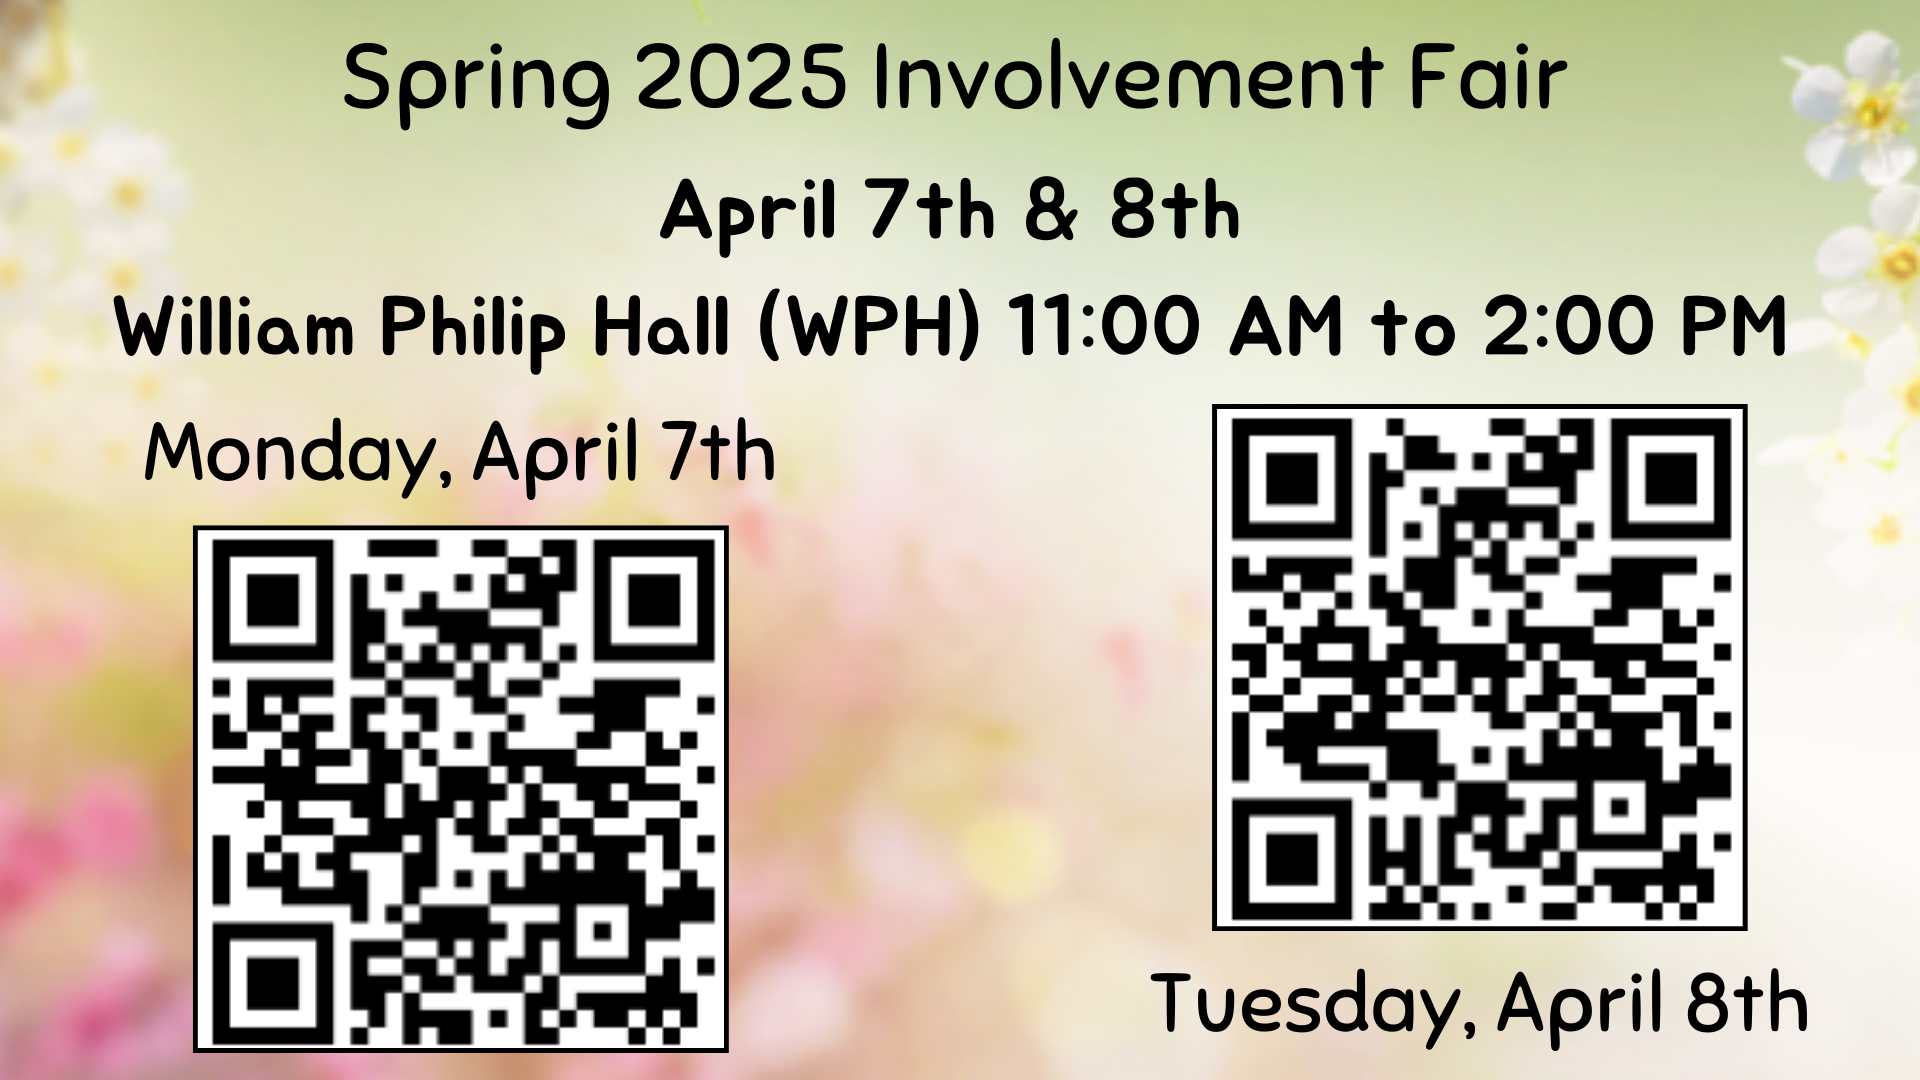 Spring 2025 Involvement Fair
April 7th & 8th
William Philip Hall (WPH) 11:00 AM to 2:00 PM
Monday, April 7th
Tuesday, April 8th